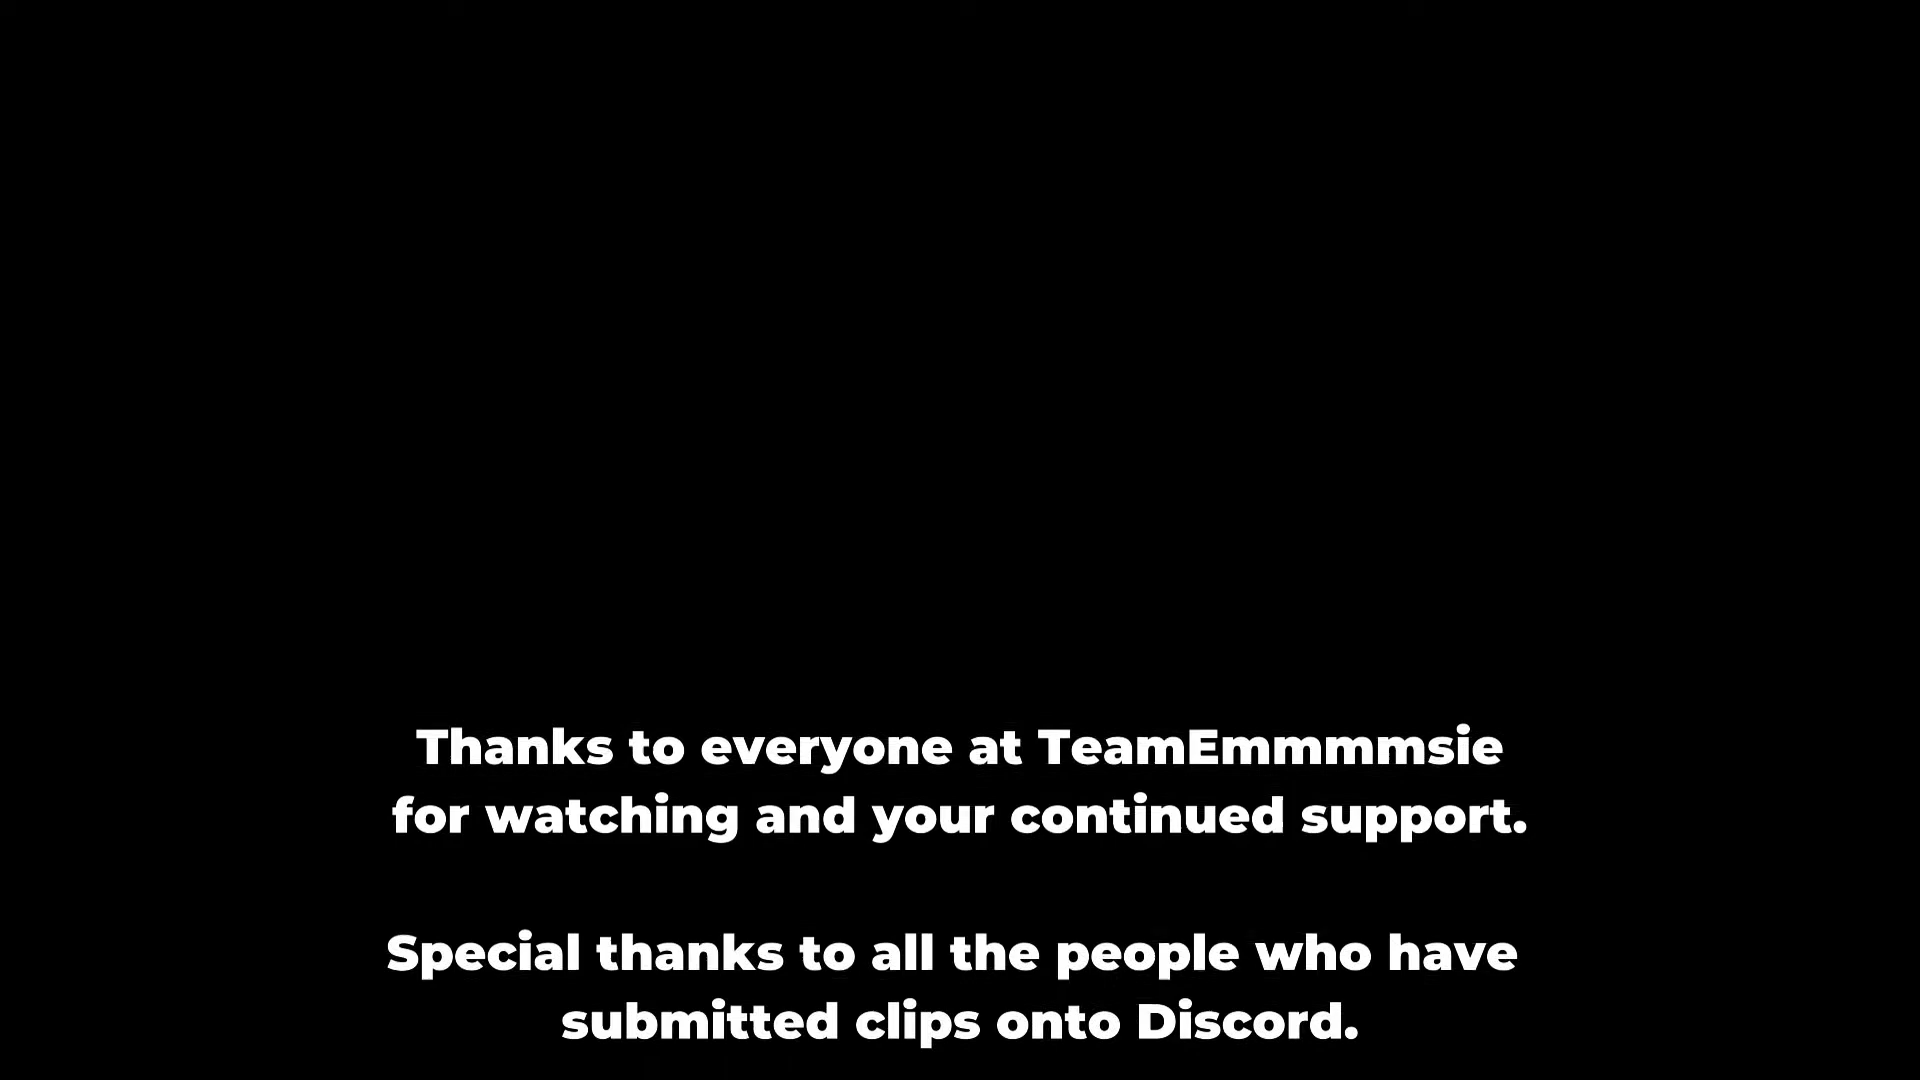 Thanks to everyone at TeamEmmmmsie
for watching and your continued support.
Special thanks to all the people who have
submitted clips onto Discord.